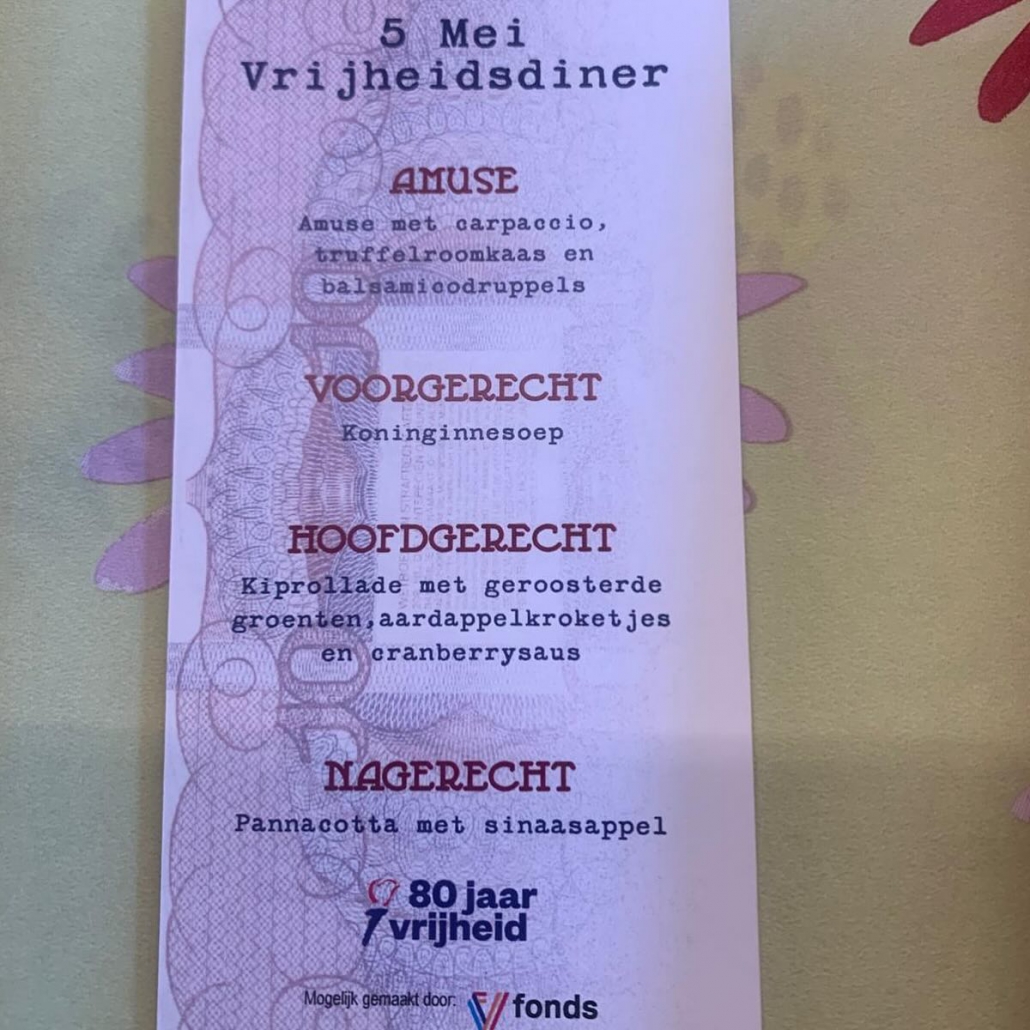 5 Mei
Vrijheidsdiner
AMUSE
Amuse met carpaccio,
truffelroomkaas en
balsamicodruppels
VOORGERECHT
Koninginnesoep
HOOFDGERECHT
Kiprollade met geroosterde
groenten,aardappelkroketjes
en cranberrysaus
NAGERECHT
Pannacotta met sinaasappel
80 jaar
vrijheid
Mogelijk gemaakt door: fonds